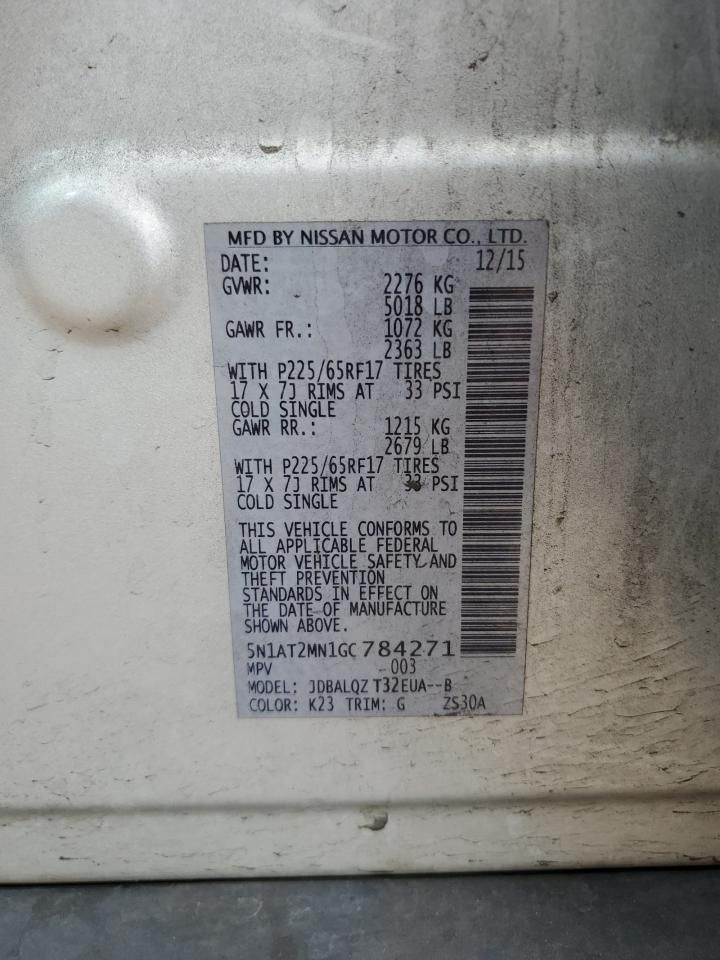 MFD BY NISSAN MOTOR CO., LTD.
DATE: 12/15
GVWR: 2276 KG
5018 LB
GAWR FR.: 1072 KG
2363 LB
WITH P225/65RF17 TIRES
17 X 7J RIMS AT 33 PSI
COLD SINGLE
GAWR RR.: 1215 KG
2679 LB
WITH P225/65RF17 TIRES
17 X 7J RIMS AT 33 PSI
COLD SINGLE
THIS VEHICLE CONFORMS TO
ALL APPLICABLE FEDERAL
MOTOR VEHICLE SAFETY AND
THEFT PREVENTION
STANDARDS IN EFFECT ON
THE DATE OF MANUFACTURE
SHOWN ABOVE.
5N1AT2MN1GC784271
MPV 003
MODEL: JDBALQZ T32EUA--B
COLOR: K23 TRIM: G ZS30A